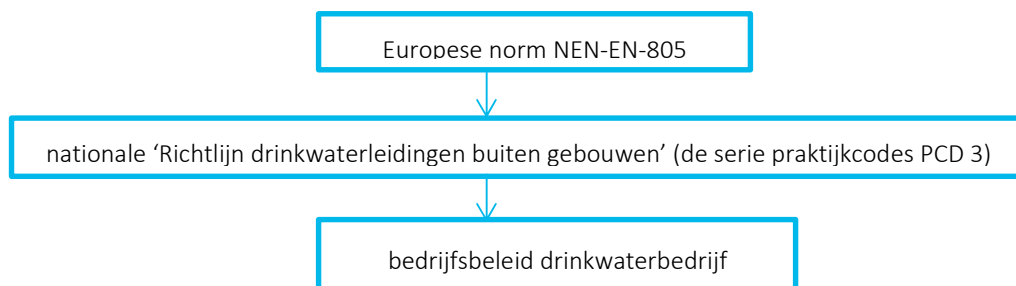 Europese norm NEN-EN-805
nationale ‘Richtlijn drinkwaterleidingen buiten gebouwen’ (de serie praktijkcodes PCD 3)
bedrijfsbeleid drinkwaterbedrijf